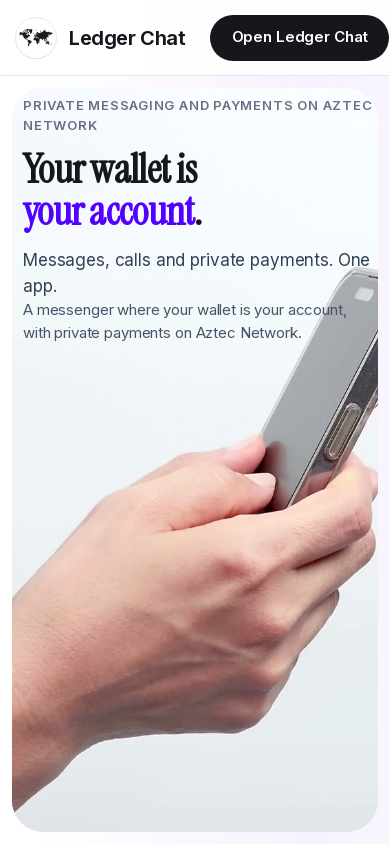 Ledger Chat
Open Ledger Chat
PRIVATE MESSAGING AND PAYMENTS ON AZTEC
NETWORK
Your wallet is
your account.
Messages, calls and private payments. One
app.
A messenger where your wallet is your account,
with private payments on Aztec Network.